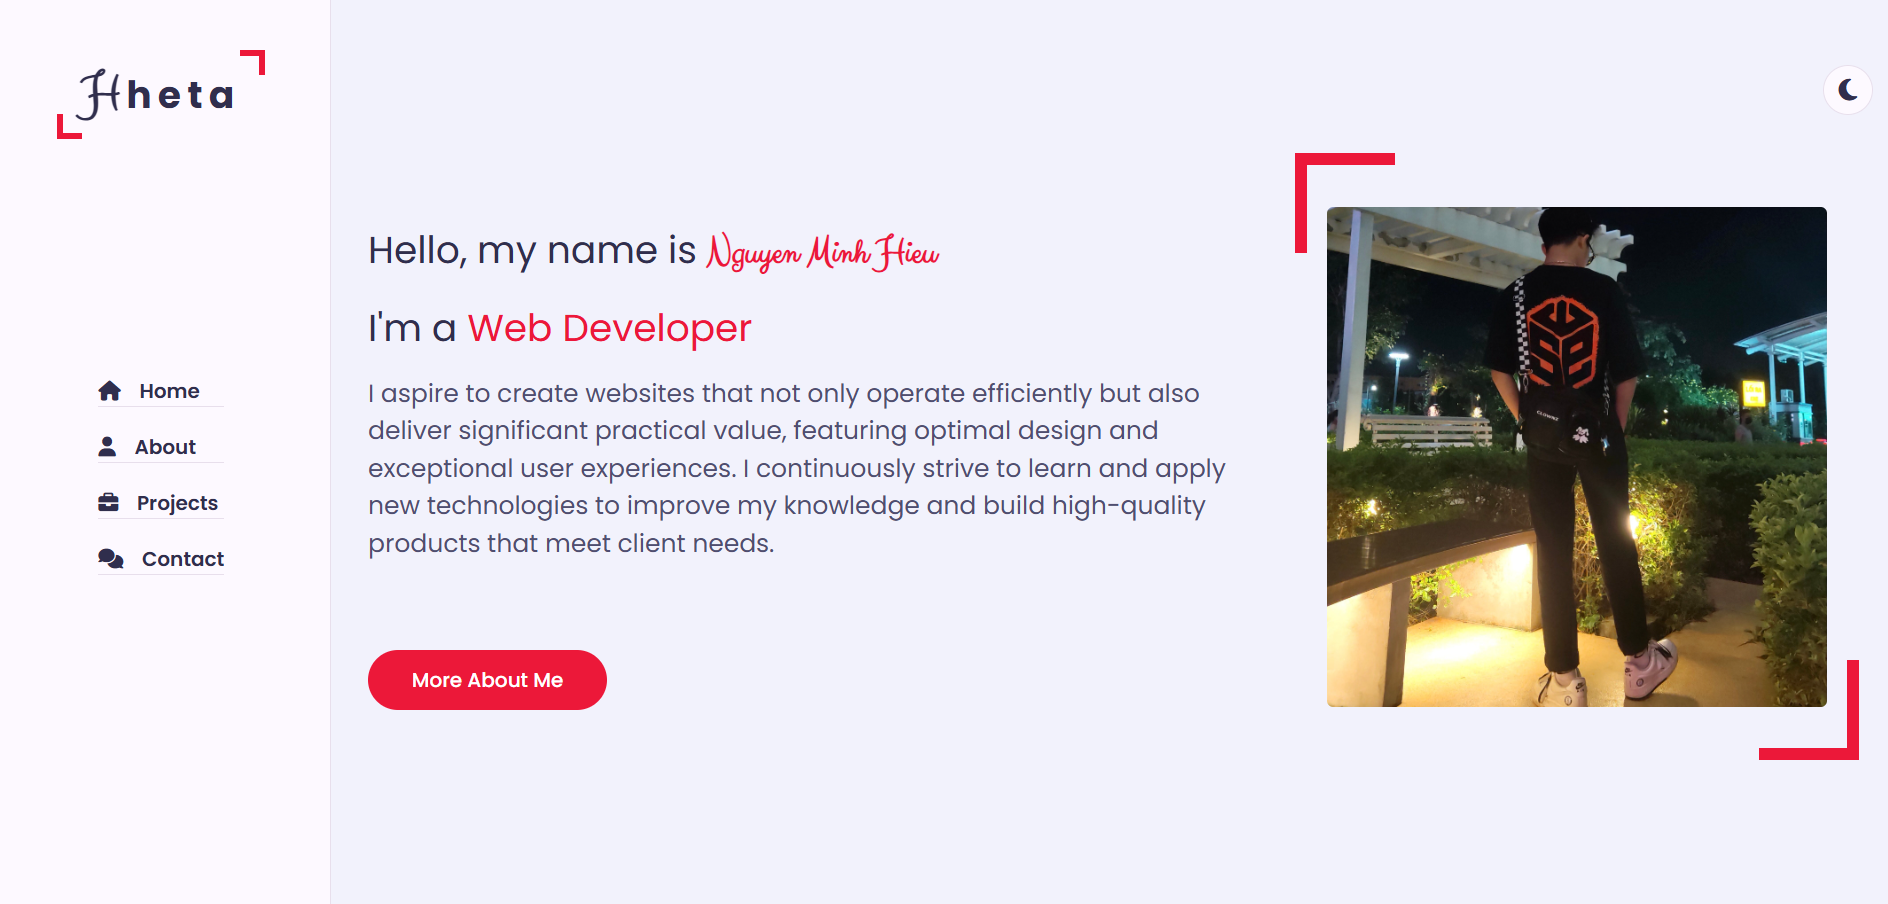 Hheta
Home
About
Projects
Contact
Hello, my name is Nguyen Minh Hieu
I'm a Web Developer
I aspire to create websites that not only operate efficiently but also
deliver significant practical value, featuring optimal design and
exceptional user experiences. I continuously strive to learn and apply
new technologies to improve my knowledge and build high-quality
products that meet client needs.
More About Me